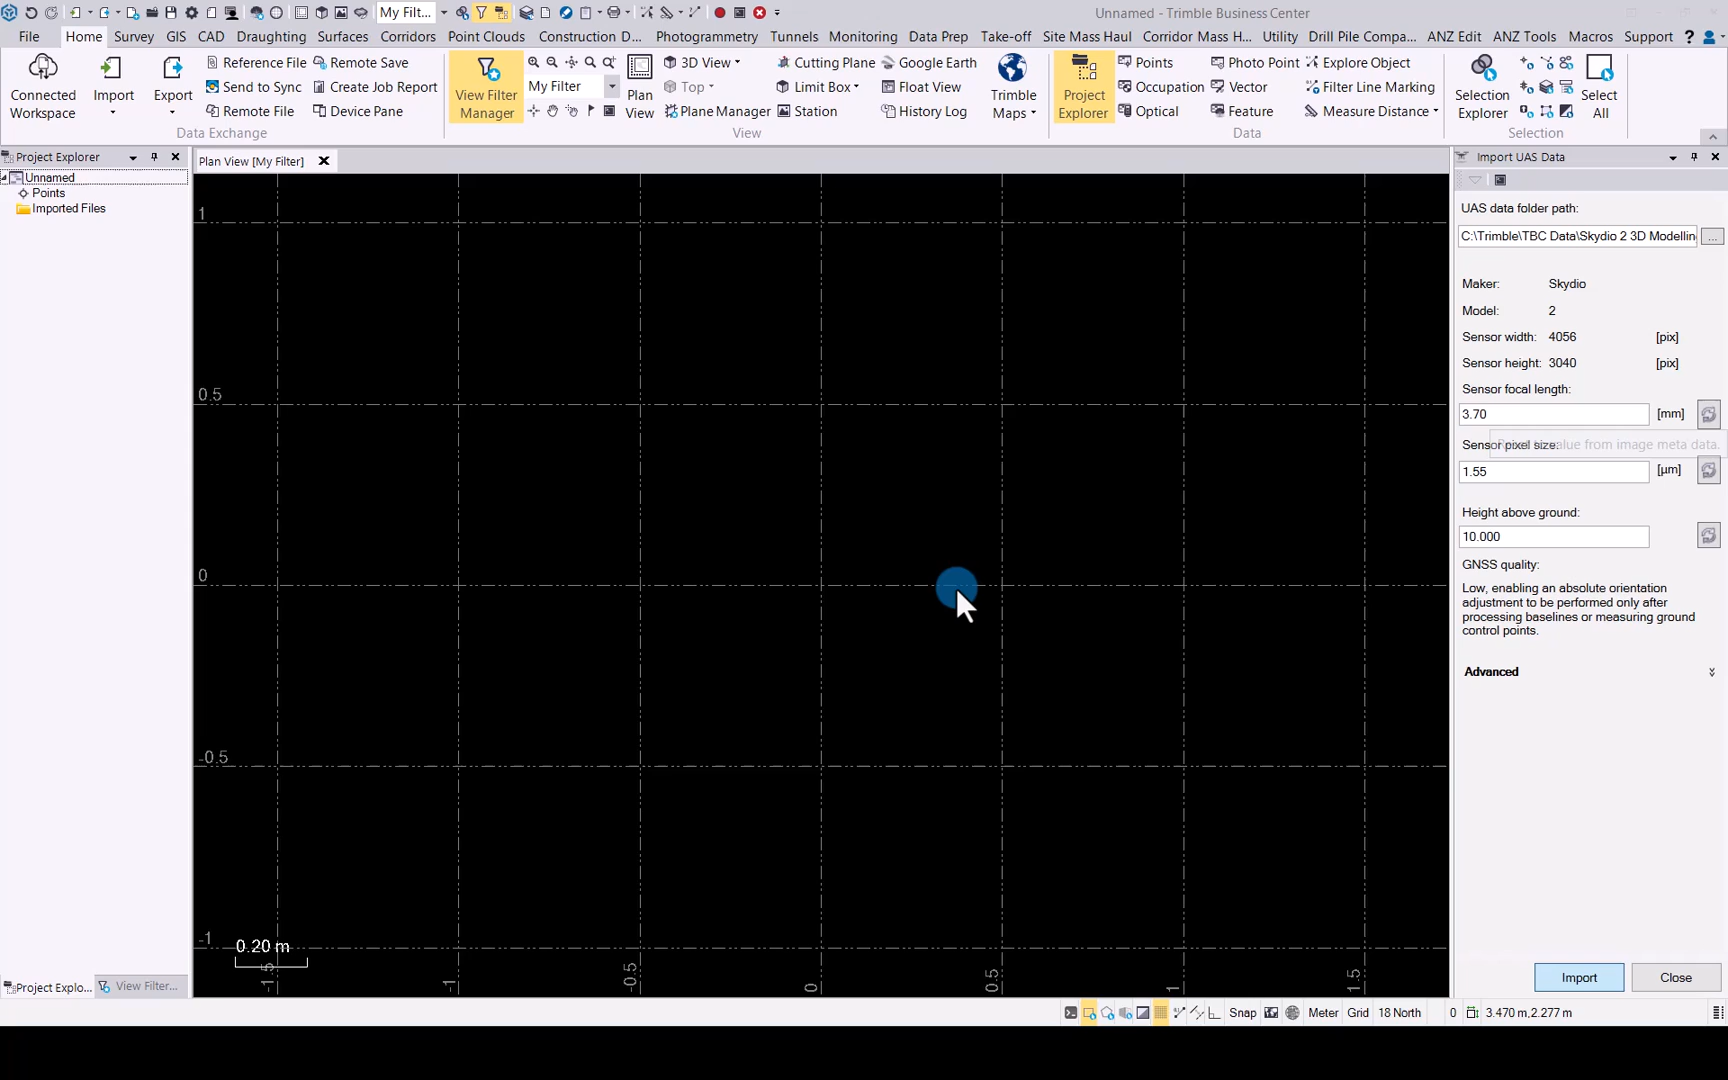 My Filt...
Unnamed - Trimble Business Center
File Home Survey GIS CAD Draughting Surfaces Corridors Point Clouds Construction D... Photogrammetry Tunnels Monitoring Data Prep Take-off Site Mass Haul Corridor Mass H... Utility Drill Pile Compa... ANZ Edit ANZ Tools Macros Support
Connected Workspace
Import
Export
Reference File
Send to Sync
Remote File
Remote Save
Create Job Report
Device Pane
Data Exchange
View Filter Manager
My Filter
Plan View
3D View
Top
Plane Manager
Cutting Plane
Limit Box
Station
Google Earth
Float View
History Log
Trimble Maps
View
Project Explorer
Points
Occupation
Optical
Photo Point
Vector
Feature
Explore Object
Filter Line Marking
Measure Distance
Data
Selection Explorer
Select All
Selection
Project Explorer
Unnamed
Points
Imported Files
Plan View [My Filter]
1
0.5
0
-0.5
-1
0.20 m
-1.5
-1
-0.5
0
0.5
1
1.5
Import UAS Data
UAS data folder path:
C:\Trimble\TBC Data\Skydio 2 3D Modellin
...
Maker: Skydio
Model: 2
Sensor width: 4056 [pix]
Sensor height: 3040 [pix]
Sensor focal length:
3.70 [mm]
Sensor pixel size:
value from image meta data.
1.55 [µm]
Height above ground:
10.000
GNSS quality:
Low, enabling an absolute orientation
adjustment to be performed only after
processing baselines or measuring ground
control points.
Advanced
Import Close
Project Explo... View Filter...
Snap Meter Grid 18 North 0 3.470 m,2.277 m